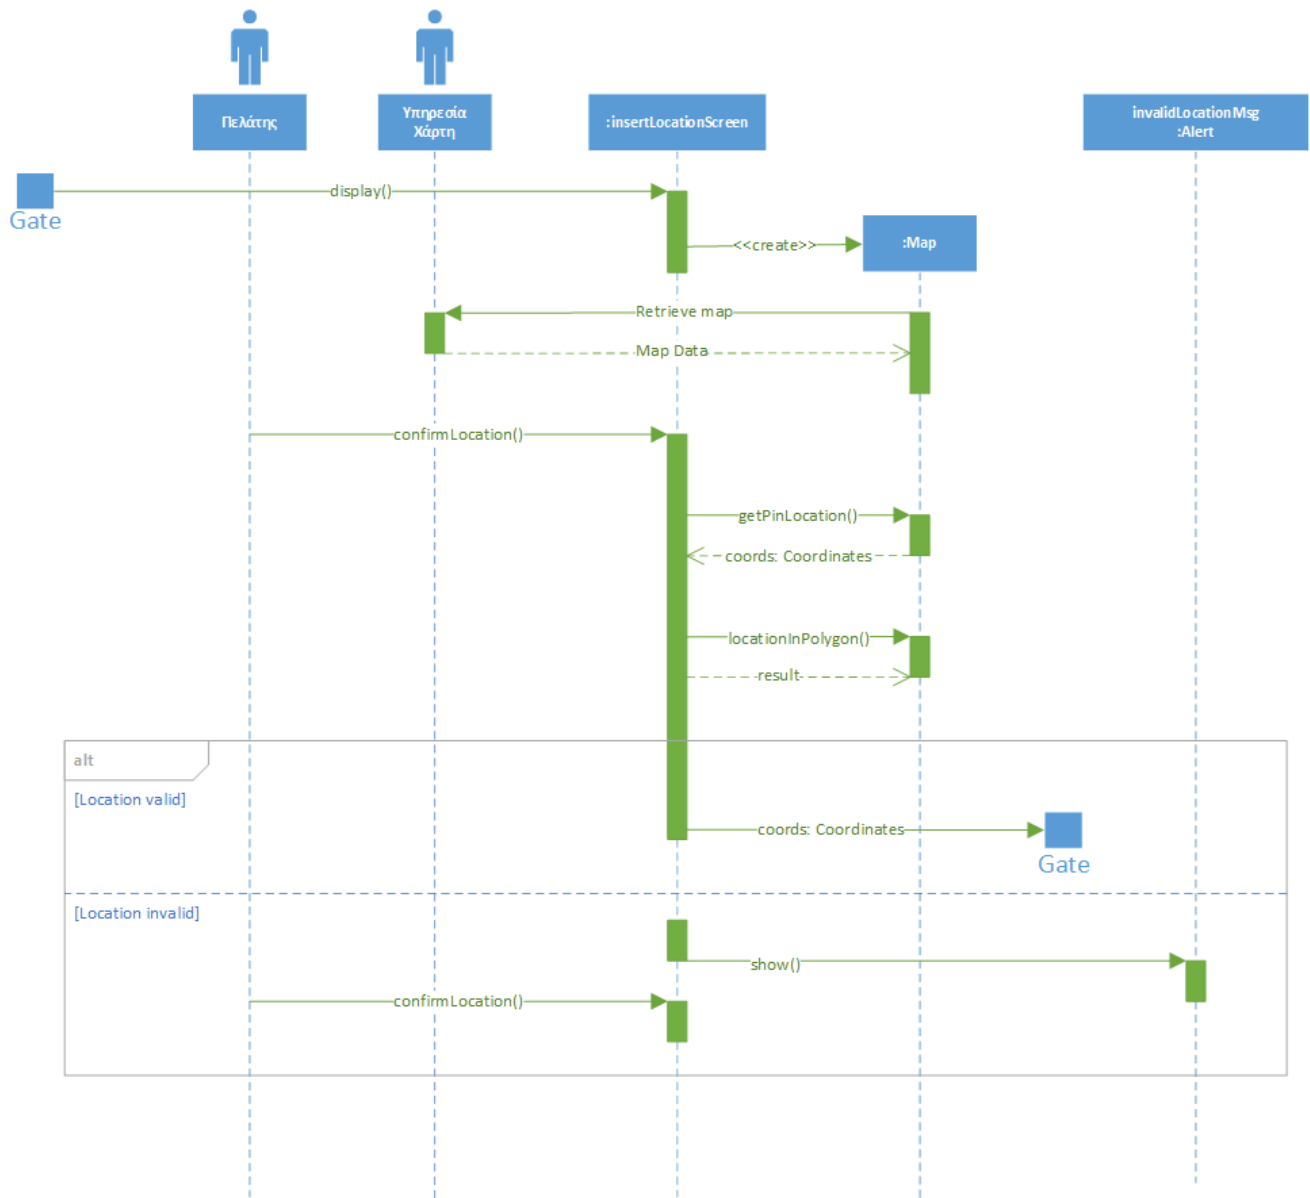 Πελάτης
Υπηρεσία
Χάρτη
:insertLocationScreen
invalidLocationMsg
:Alert
display()
Gate
<<create>>
:Map
Retrieve map
Map Data
confirmLocation()
getPinLocation()
coords: Coordinates
locationInPolygon()
result
alt
[Location valid]
coords: Coordinates
Gate
[Location invalid]
show()
confirmLocation()